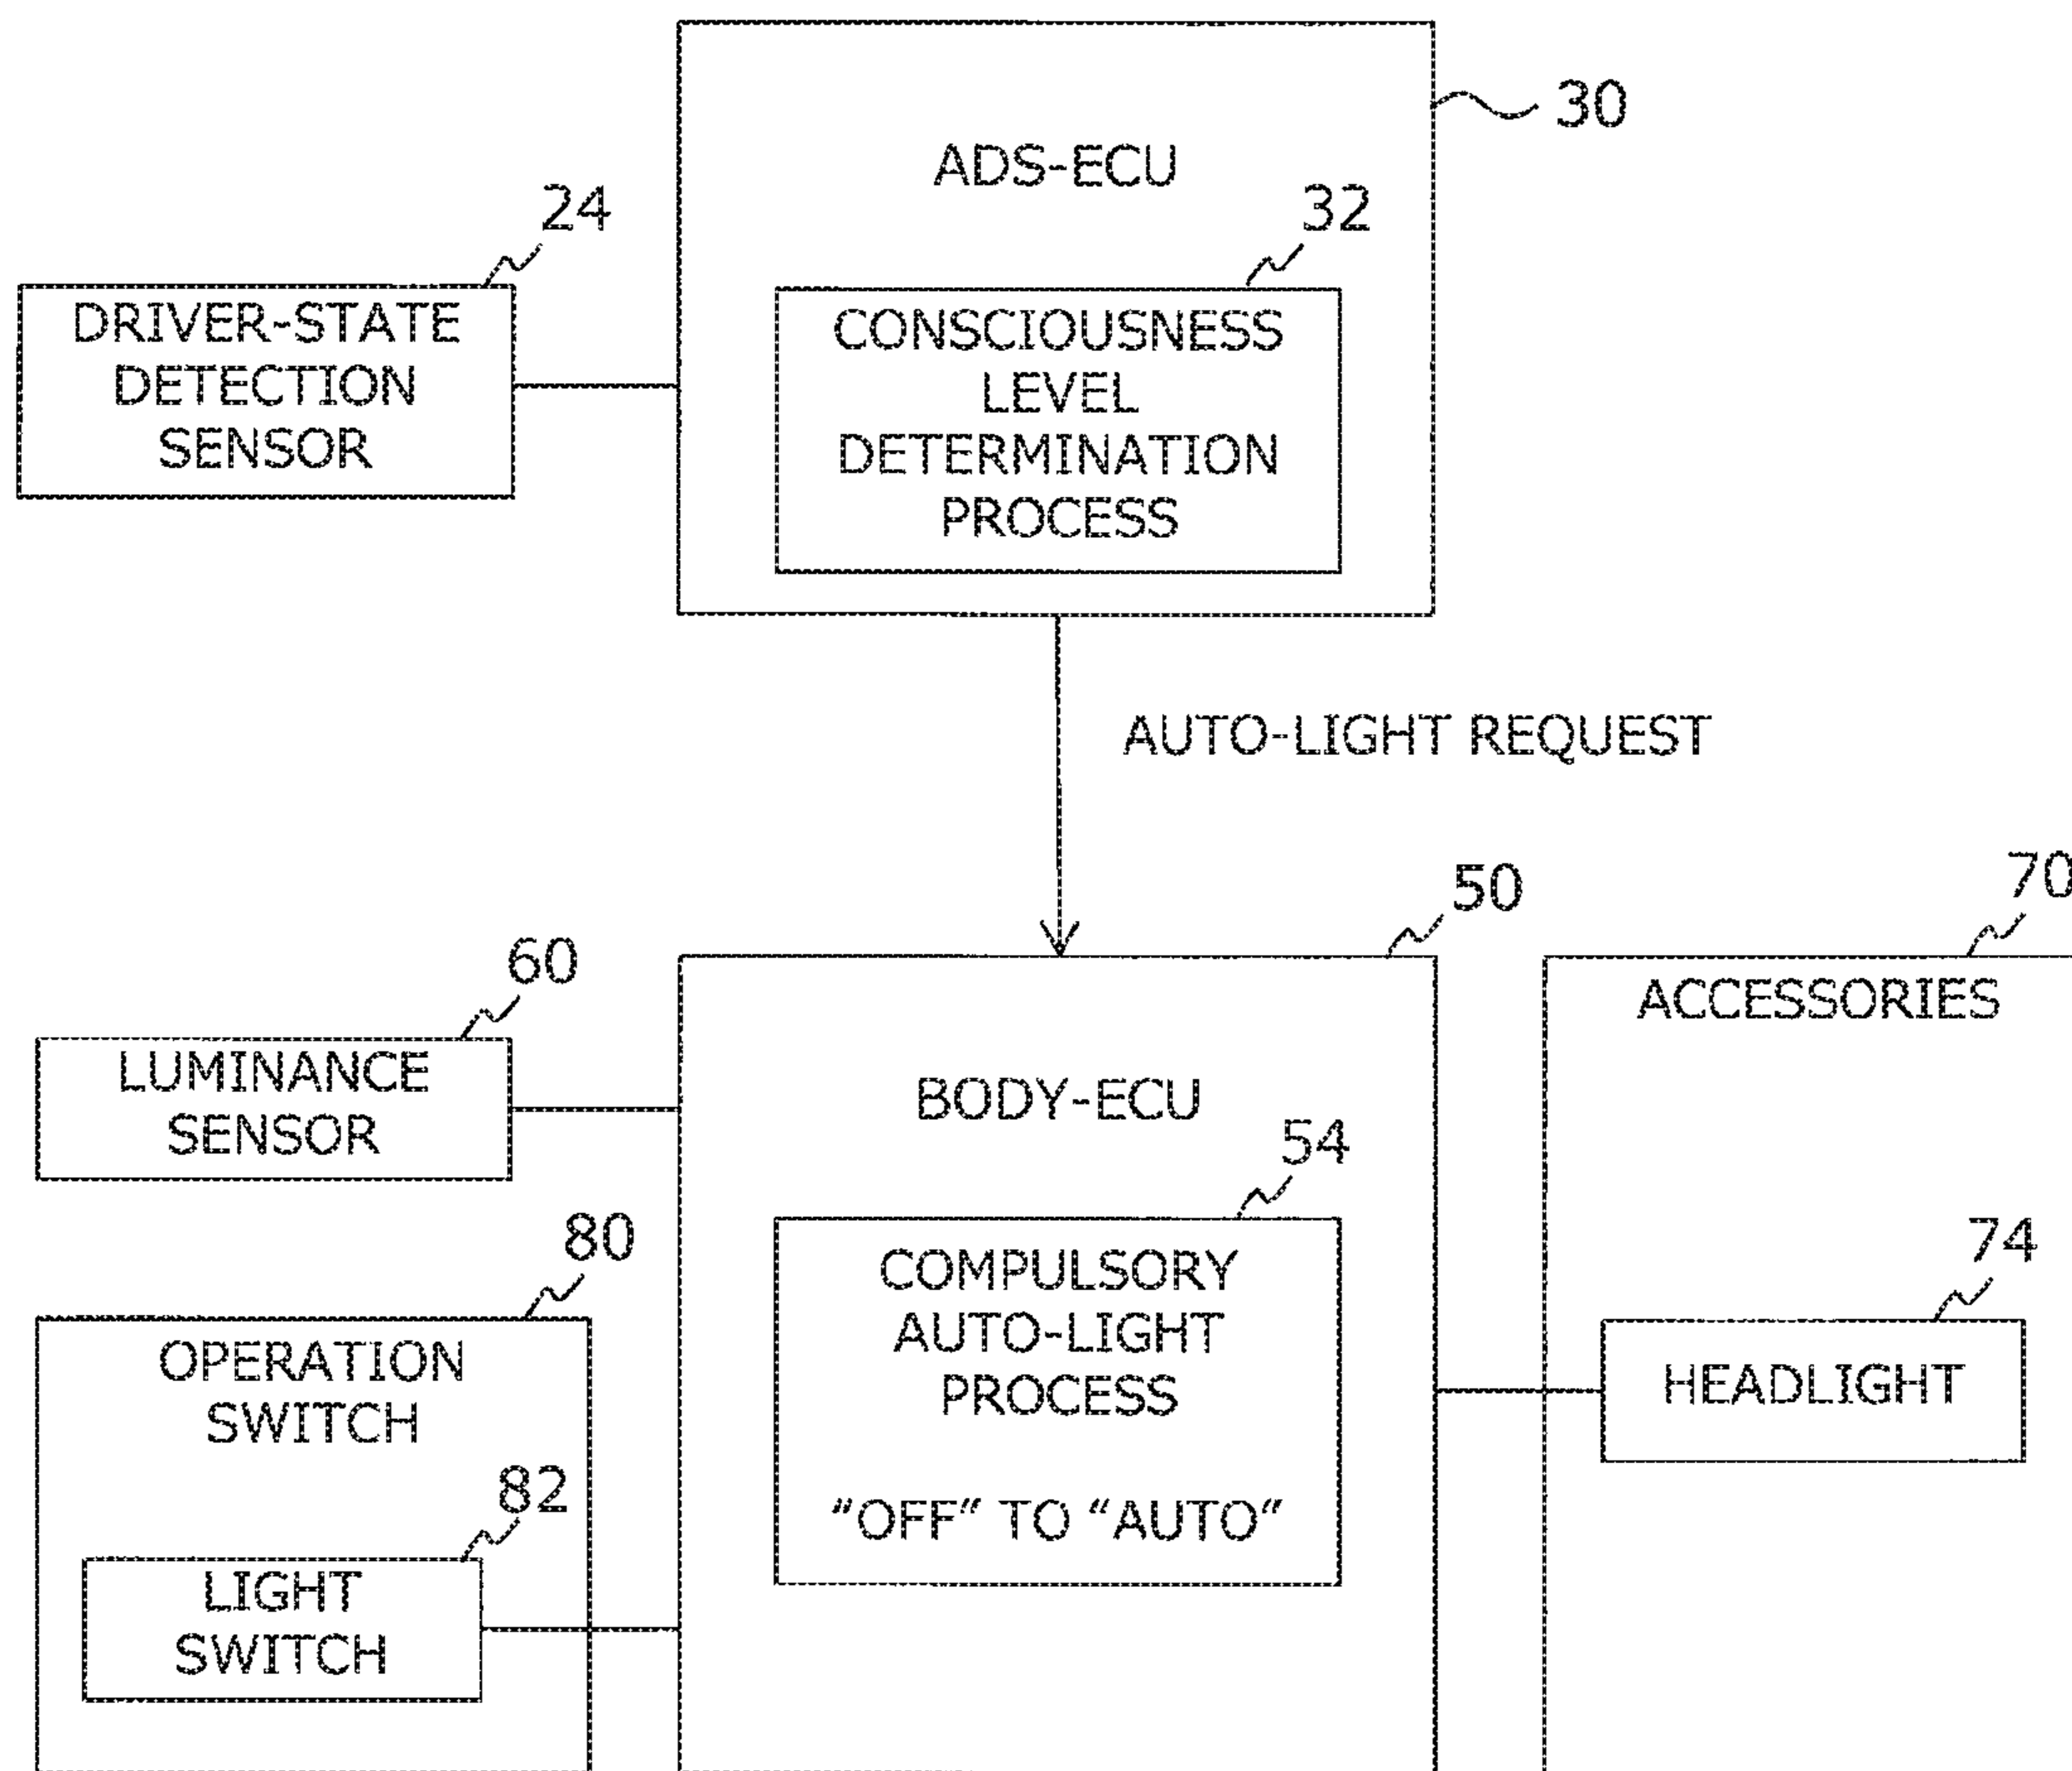 30
ADS-ECU
24
32
DRIVER-STATE
DETECTION
SENSOR
CONSCIOUSNESS
LEVEL
DETERMINATION
PROCESS
AUTO-LIGHT REQUEST
50
70
60
ACCESSORIES
LUMINANCE
SENSOR
BODY-ECU
54
80
74
OPERATION
SWITCH
COMPULSORY
AUTO-LIGHT
PROCESS
"OFF" TO "AUTO"
HEADLIGHT
82
LIGHT
SWITCH